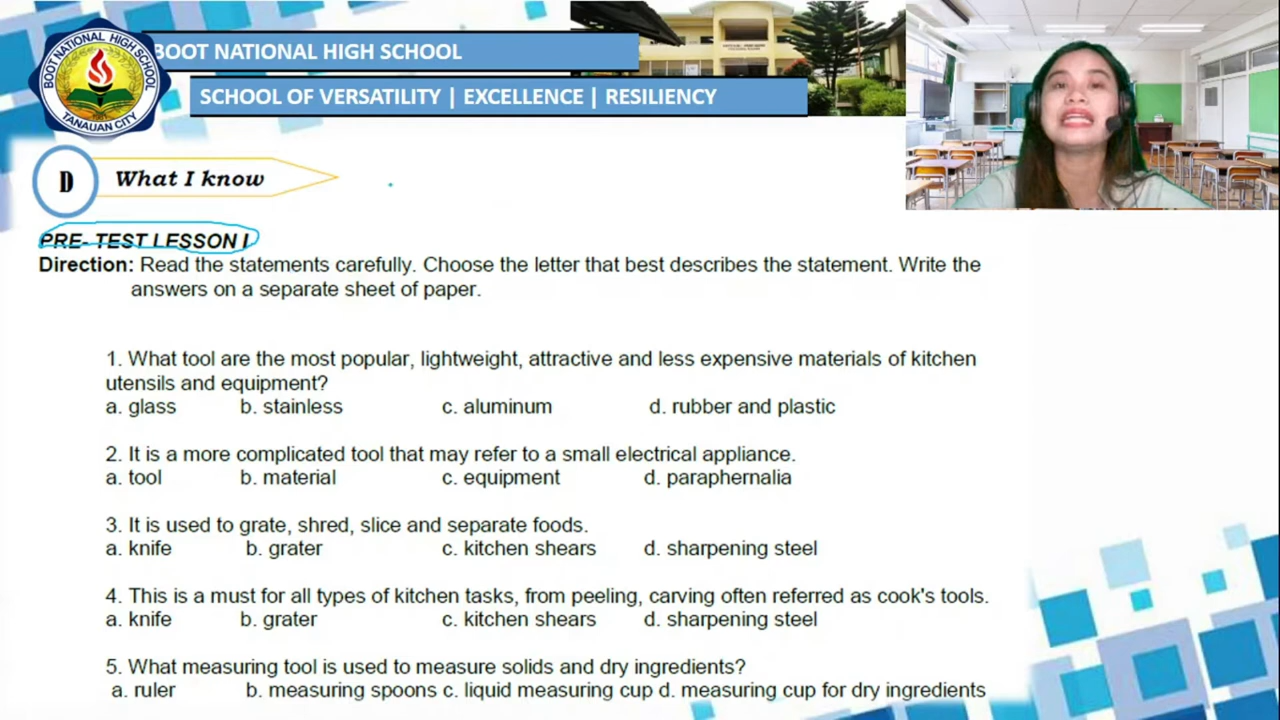 BOOT NATIONAL HIGH SCHOOL
SCHOOL OF VERSATILITY | EXCELLENCE | RESILIENCY
BOOT NATIONAL HIGH SCHOOL
TANAUAN CITY
D
What I know
PRE- TEST LESSON I
Direction: Read the statements carefully. Choose the letter that best describes the statement. Write the
answers on a separate sheet of paper.
1. What tool are the most popular, lightweight, attractive and less expensive materials of kitchen
utensils and equipment?
a. glass b. stainless c. aluminum d. rubber and plastic
2. It is a more complicated tool that may refer to a small electrical appliance.
a. tool b. material c. equipment d. paraphernalia
3. It is used to grate, shred, slice and separate foods.
a. knife b. grater c. kitchen shears d. sharpening steel
4. This is a must for all types of kitchen tasks, from peeling, carving often referred as cook's tools.
a. knife b. grater c. kitchen shears d. sharpening steel
5. What measuring tool is used to measure solids and dry ingredients?
a. ruler b. measuring spoons c. liquid measuring cup d. measuring cup for dry ingredients